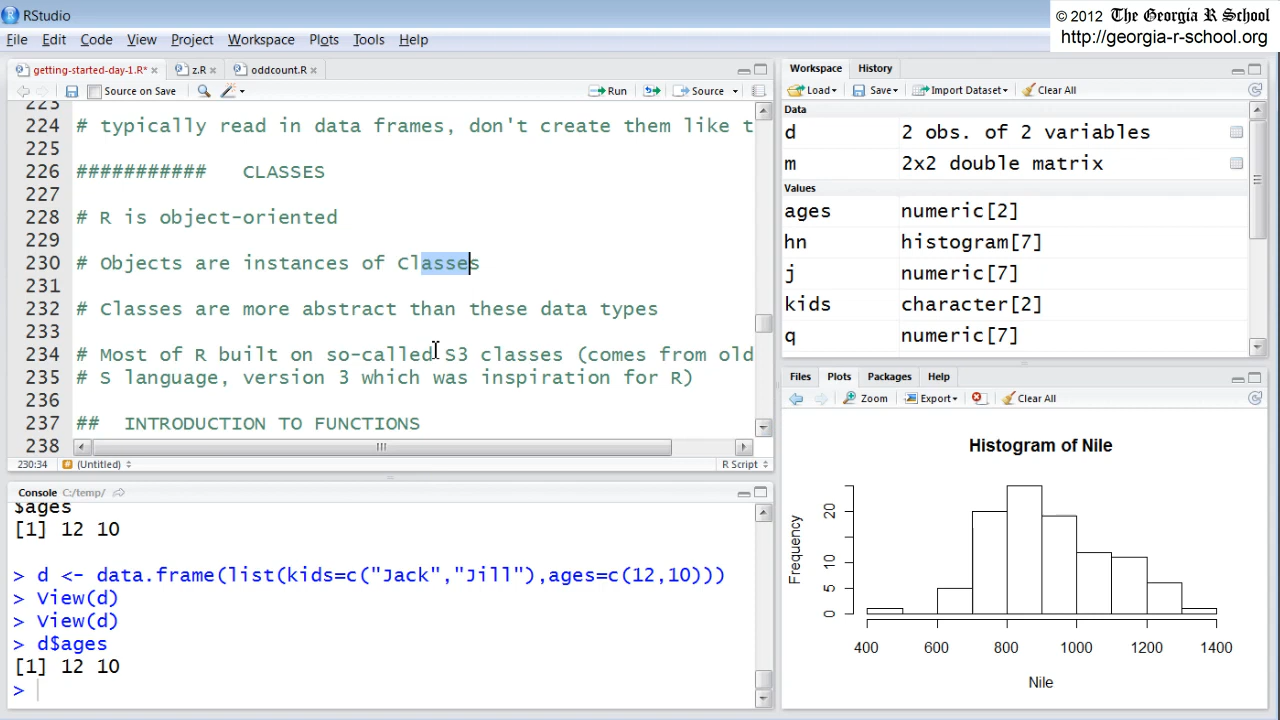 RStudio
© 2012 The Georgia R School
http://georgia-r-school.org
File Edit Code View Project Workspace Plots Tools Help
getting-started-day-1.R* × z.R × oddcount.R ×
Source on Save Run Source
223
224 # typically read in data frames, don't create them like t
225
226 ########### CLASSES
227
228 # R is object-oriented
229
230 # Objects are instances of Classes
231
232 # Classes are more abstract than these data types
233
234 # Most of R built on so-called S3 classes (comes from old
235 # S language, version 3 which was inspiration for R)
236
237 ## INTRODUCTION TO FUNCTIONS
238
230:34 (Untitled) R Script
Console C:/temp/
$ages
[1] 12 10
> d <- data.frame(list(kids=c("Jack","Jill"),ages=c(12,10)))
> View(d)
> View(d)
> d$ages
[1] 12 10
>
Workspace History
Load Save Import Dataset Clear All
Data
d 2 obs. of 2 variables
m 2x2 double matrix
Values
ages numeric[2]
hn histogram[7]
j numeric[7]
kids character[2]
q numeric[7]
Files Plots Packages Help
Zoom Export Clear All
Histogram of Nile
Frequency
20
10
5
0
400 600 800 1000 1200 1400
Nile